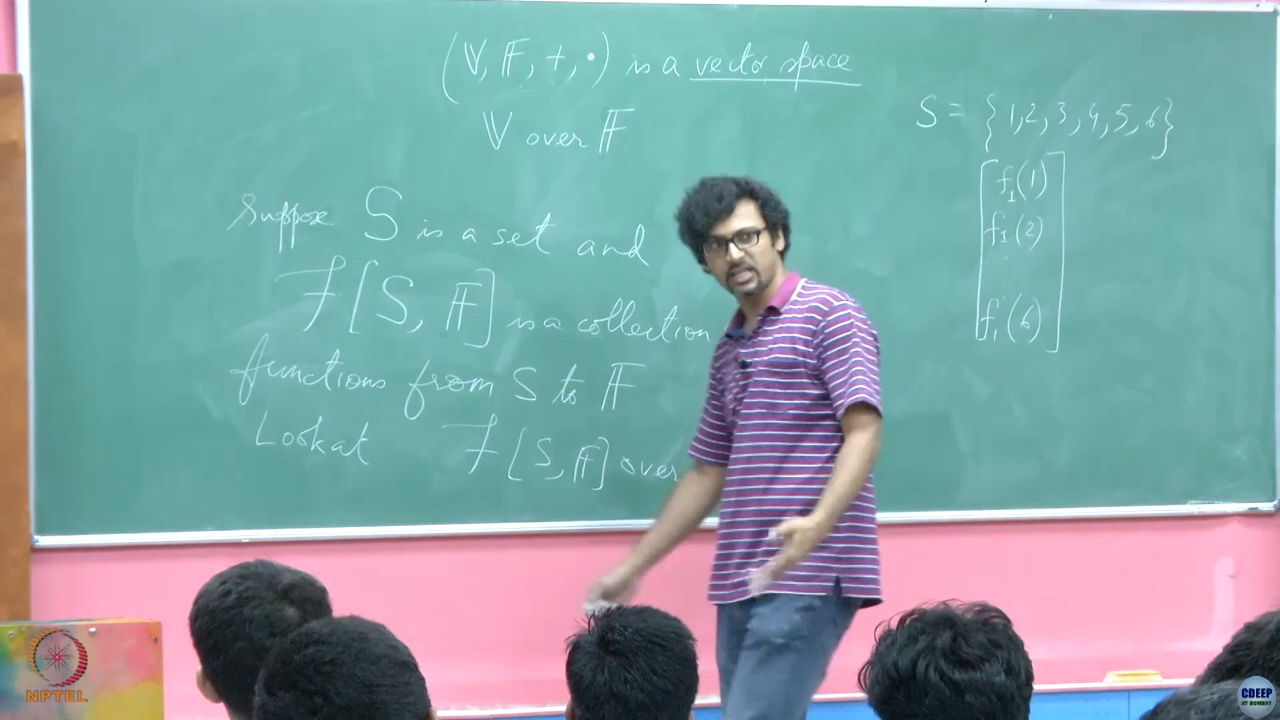 (𝕍, 𝔽, +, ·) is a vector space
𝕍 over 𝔽
Suppose S is a set and
ℱ[S, 𝔽] is a collection
functions from S to 𝔽
Look at ℱ[S, 𝔽] over
S = {1,2,3,4,5,6}
f₁(1)
f₁(2)
⋮
f₁(6)
NPTEL
CDEEP
IIT BOMBAY